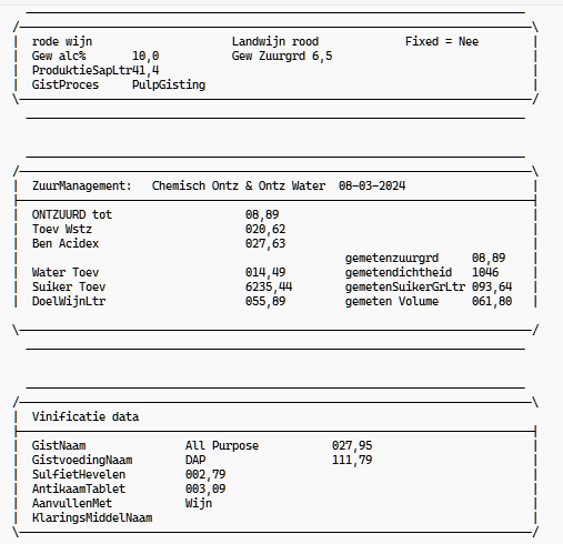 rode wijn Landwijn rood Fixed = Nee
Gew alc% 10,0 Gew Zuurgrd 6,5
ProduktieSapLtr41,4
GistProces PulpGisting
ZuurManagement: Chemisch Ontz & Ontz Water 08-03-2024
ONTZUURD tot 08,89
Toev Wstz 020,62
Ben Acidex 027,63
gemetenzuurgrd 08,89
Water Toev 014,49 gemetendichtheid 1046
Suiker Toev 6235,44 gemetenSuikerGrLtr 093,64
DoelWijnLtr 055,89 gemeten Volume 061,80
Vinificatie data
GistNaam All Purpose 027,95
GistvoedingNaam DAP 111,79
SulfietHevelen 002,79
AntikaamTablet 003,09
AanvullenMet Wijn
KlaringsMiddelNaam